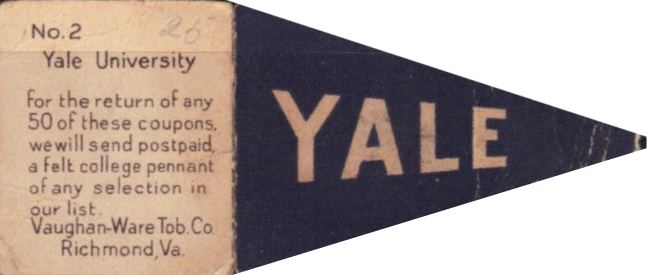 No. 2
25
Yale University
For the return of any
50 of these coupons,
we will send postpaid,
a felt college pennant
of any selection in
our list.
Vaughan-Ware Tob. Co.
Richmond, Va.
YALE